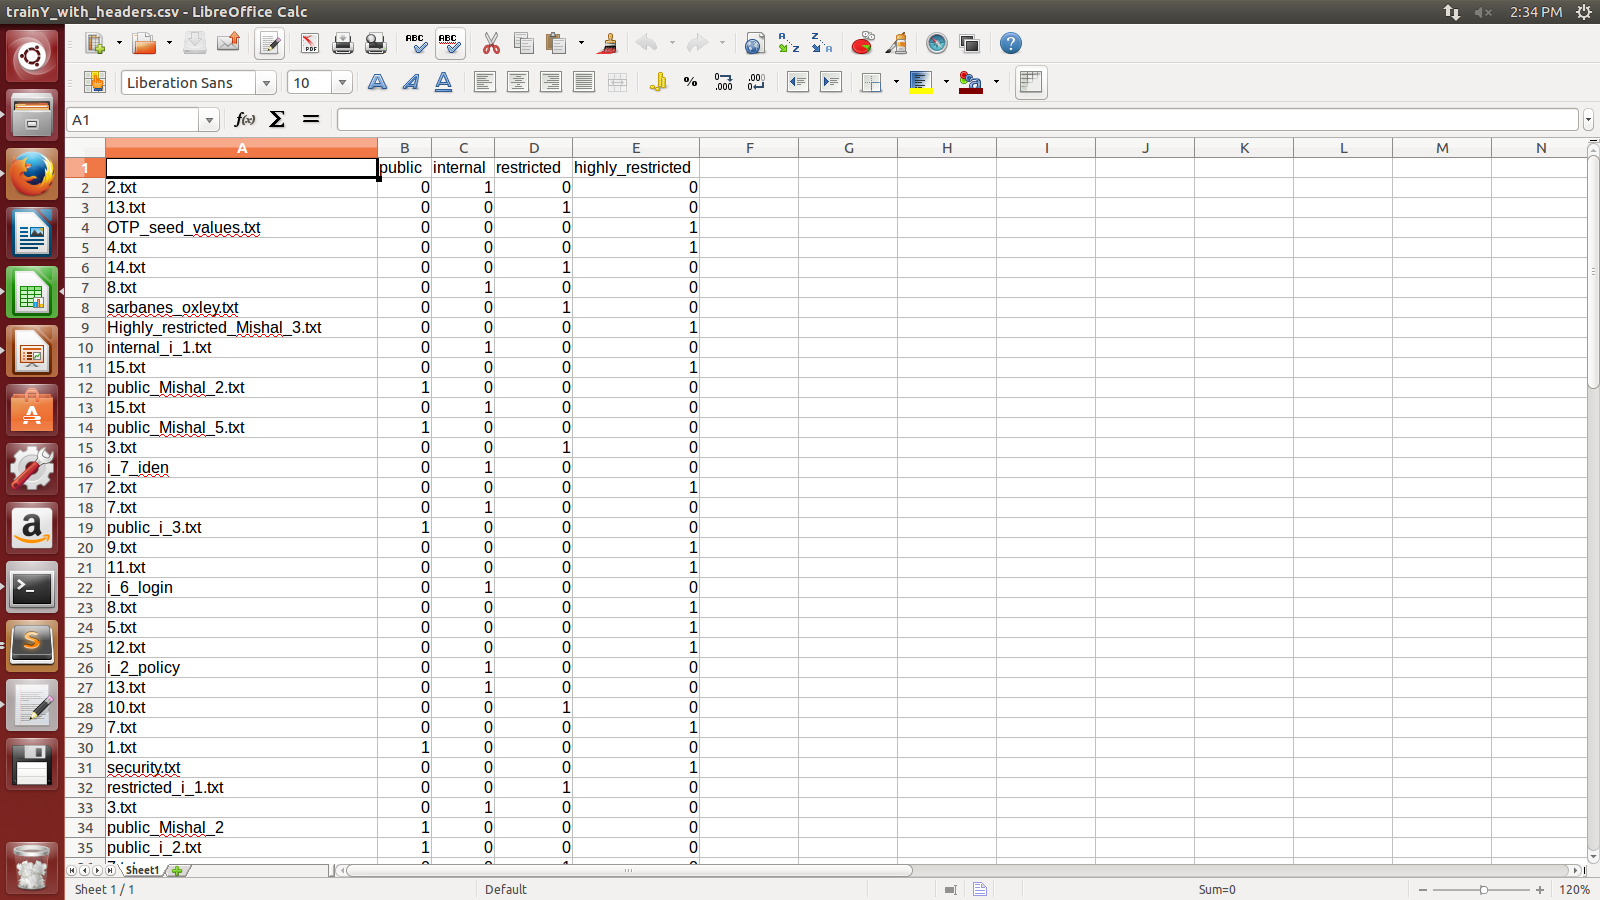 trainY_with_headers.csv - LibreOffice Calc 2:34 PM
Liberation Sans 10
A1
A B C D E F G H I J K L M N
1 public internal restricted highly_restricted
2 2.txt 0 1 0 0
3 13.txt 0 0 1 0
4 OTP_seed_values.txt 0 0 0 1
5 4.txt 0 0 0 1
6 14.txt 0 0 1 0
7 8.txt 0 1 0 0
8 sarbanes_oxley.txt 0 0 1 0
9 Highly_restricted_Mishal_3.txt 0 0 0 1
10 internal_i_1.txt 0 1 0 0
11 15.txt 0 0 0 1
12 public_Mishal_2.txt 1 0 0 0
13 15.txt 0 1 0 0
14 public_Mishal_5.txt 1 0 0 0
15 3.txt 0 0 1 0
16 i_7_iden 0 1 0 0
17 2.txt 0 0 0 1
18 7.txt 0 1 0 0
19 public_i_3.txt 1 0 0 0
20 9.txt 0 0 0 1
21 11.txt 0 0 0 1
22 i_6_login 0 1 0 0
23 8.txt 0 0 0 1
24 5.txt 0 0 0 1
25 12.txt 0 0 0 1
26 i_2_policy 0 1 0 0
27 13.txt 0 1 0 0
28 10.txt 0 0 1 0
29 7.txt 0 0 0 1
30 1.txt 1 0 0 0
31 security.txt 0 0 0 1
32 restricted_i_1.txt 0 0 1 0
33 3.txt 0 1 0 0
34 public_Mishal_2 1 0 0 0
35 public_i_2.txt 1 0 0 0
Sheet1
Sheet 1 / 1 Default Sum=0 120%